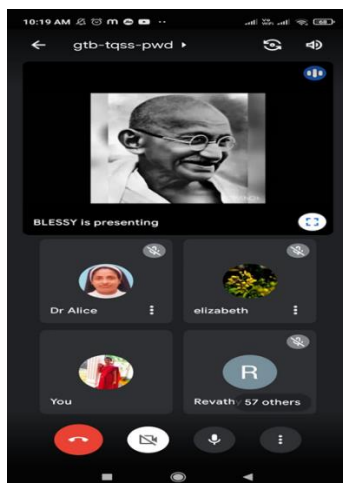 10:19 AM
gtb-tqss-pwd
BLESSY is presenting
Dr Alice
elizabeth
You
R
Revath 57 others